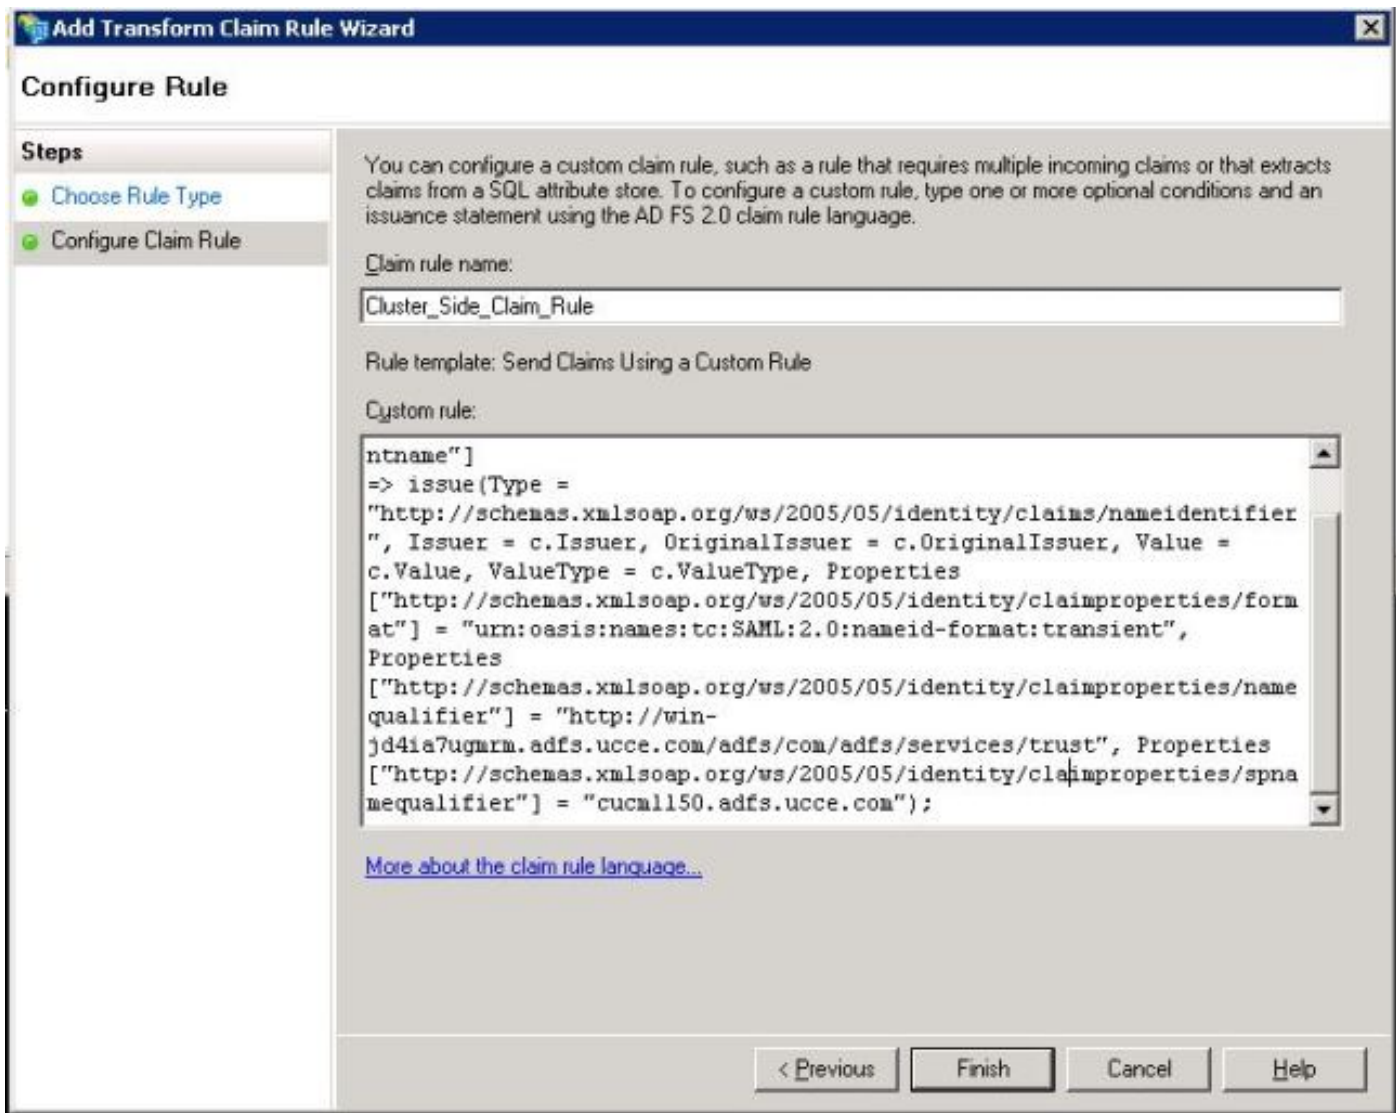 Add Transform Claim Rule Wizard
Configure Rule
Steps
Choose Rule Type
Configure Claim Rule
You can configure a custom claim rule, such as a rule that requires multiple incoming claims or that extracts
claims from a SQL attribute store. To configure a custom rule, type one or more optional conditions and an
issuance statement using the AD FS 2.0 claim rule language.
Claim rule name:
Cluster_Side_Claim_Rule
Rule template: Send Claims Using a Custom Rule
Custom rule:
ntname"]
=> issue(Type =
"http://schemas.xmlsoap.org/ws/2005/05/identity/claims/nameidentifier
", Issuer = c.Issuer, OriginalIssuer = c.OriginalIssuer, Value =
c.Value, ValueType = c.ValueType, Properties
["http://schemas.xmlsoap.org/ws/2005/05/identity/claimproperties/form
at"] = "urn:oasis:names:tc:SAML:2.0:nameid-format:transient",
Properties
["http://schemas.xmlsoap.org/ws/2005/05/identity/claimproperties/name
qualifier"] = "http://win-
jd4ia7ugmrm.adfs.ucce.com/adfs/com/adfs/services/trust", Properties
["http://schemas.xmlsoap.org/ws/2005/05/identity/claimproperties/spna
mequalifier"] = "cucm1150.adfs.ucce.com");
More about the claim rule language...
< Previous
Finish
Cancel
Help